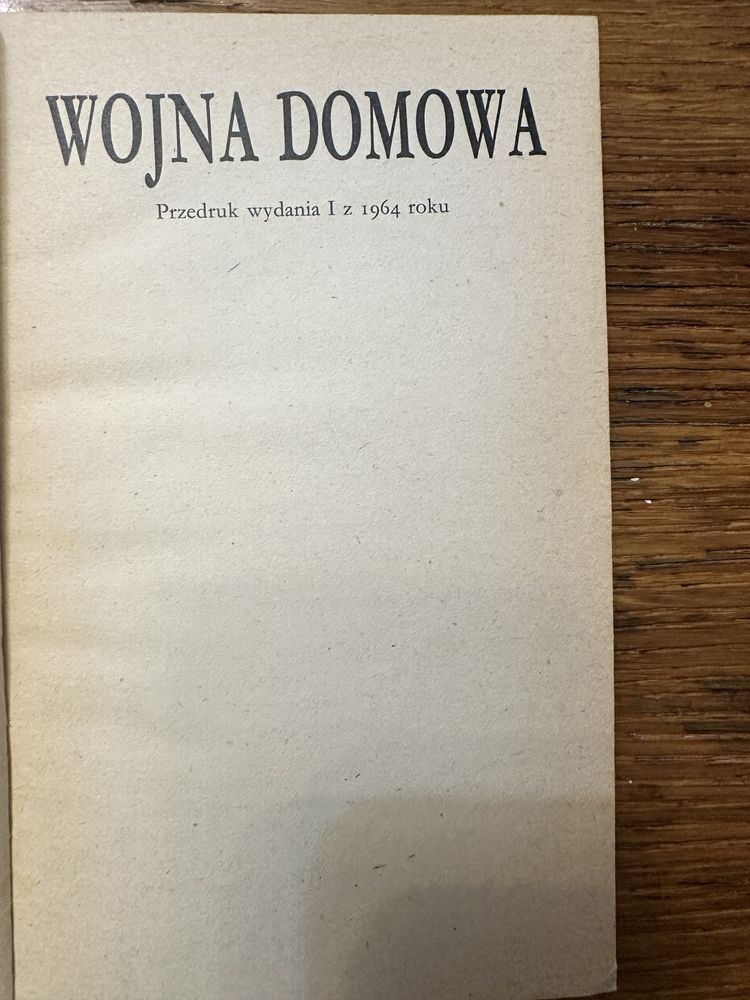 WOJNA DOMOWA
Przedruk wydania I z 1964 roku